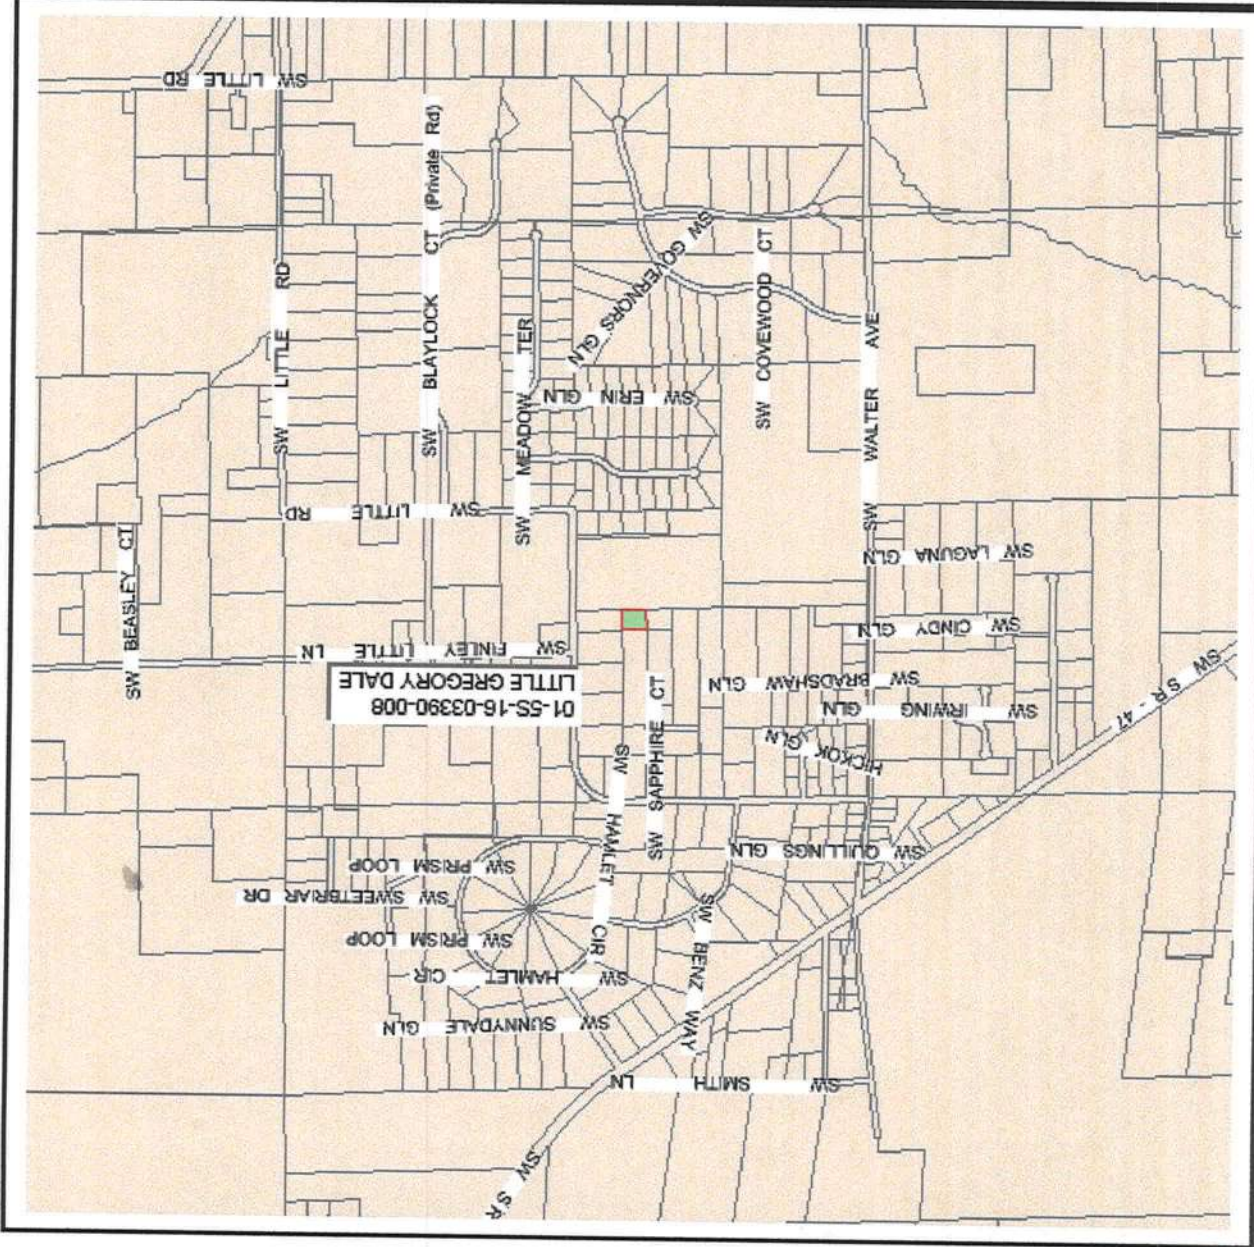 SW LITTLE RD
SW BEASLEY CT
SW LITTLE RD
SW LITTLE RD
SW BLAYLOCK CT (Private Rd)
SW MEADOW TER
SW ERIN GLN
SW GOVERNORS GLN
SW COVEWOOD CT
SW WALTER AVE
SW FINLEY LITTLE LN
01-5S-16-03390-008
LITTLE GREGORY DALE
SW SAPPHIRE CT
SW HAMLET CIR
SW LAGUNA GLN
SW CINDY GLN
SW BRADSHAW GLN
SW IRWING GLN
HICKOK GLN
SW QUILLINGS GLN
SW PRISM LOOP
SW SWEETBRIAR DR
SW PRISM LOOP
SW HAMLET CIR
SW SUNNYDALE GLN
SW BENZ WAY
SW SMITH LN
SW SR
SW SR-47